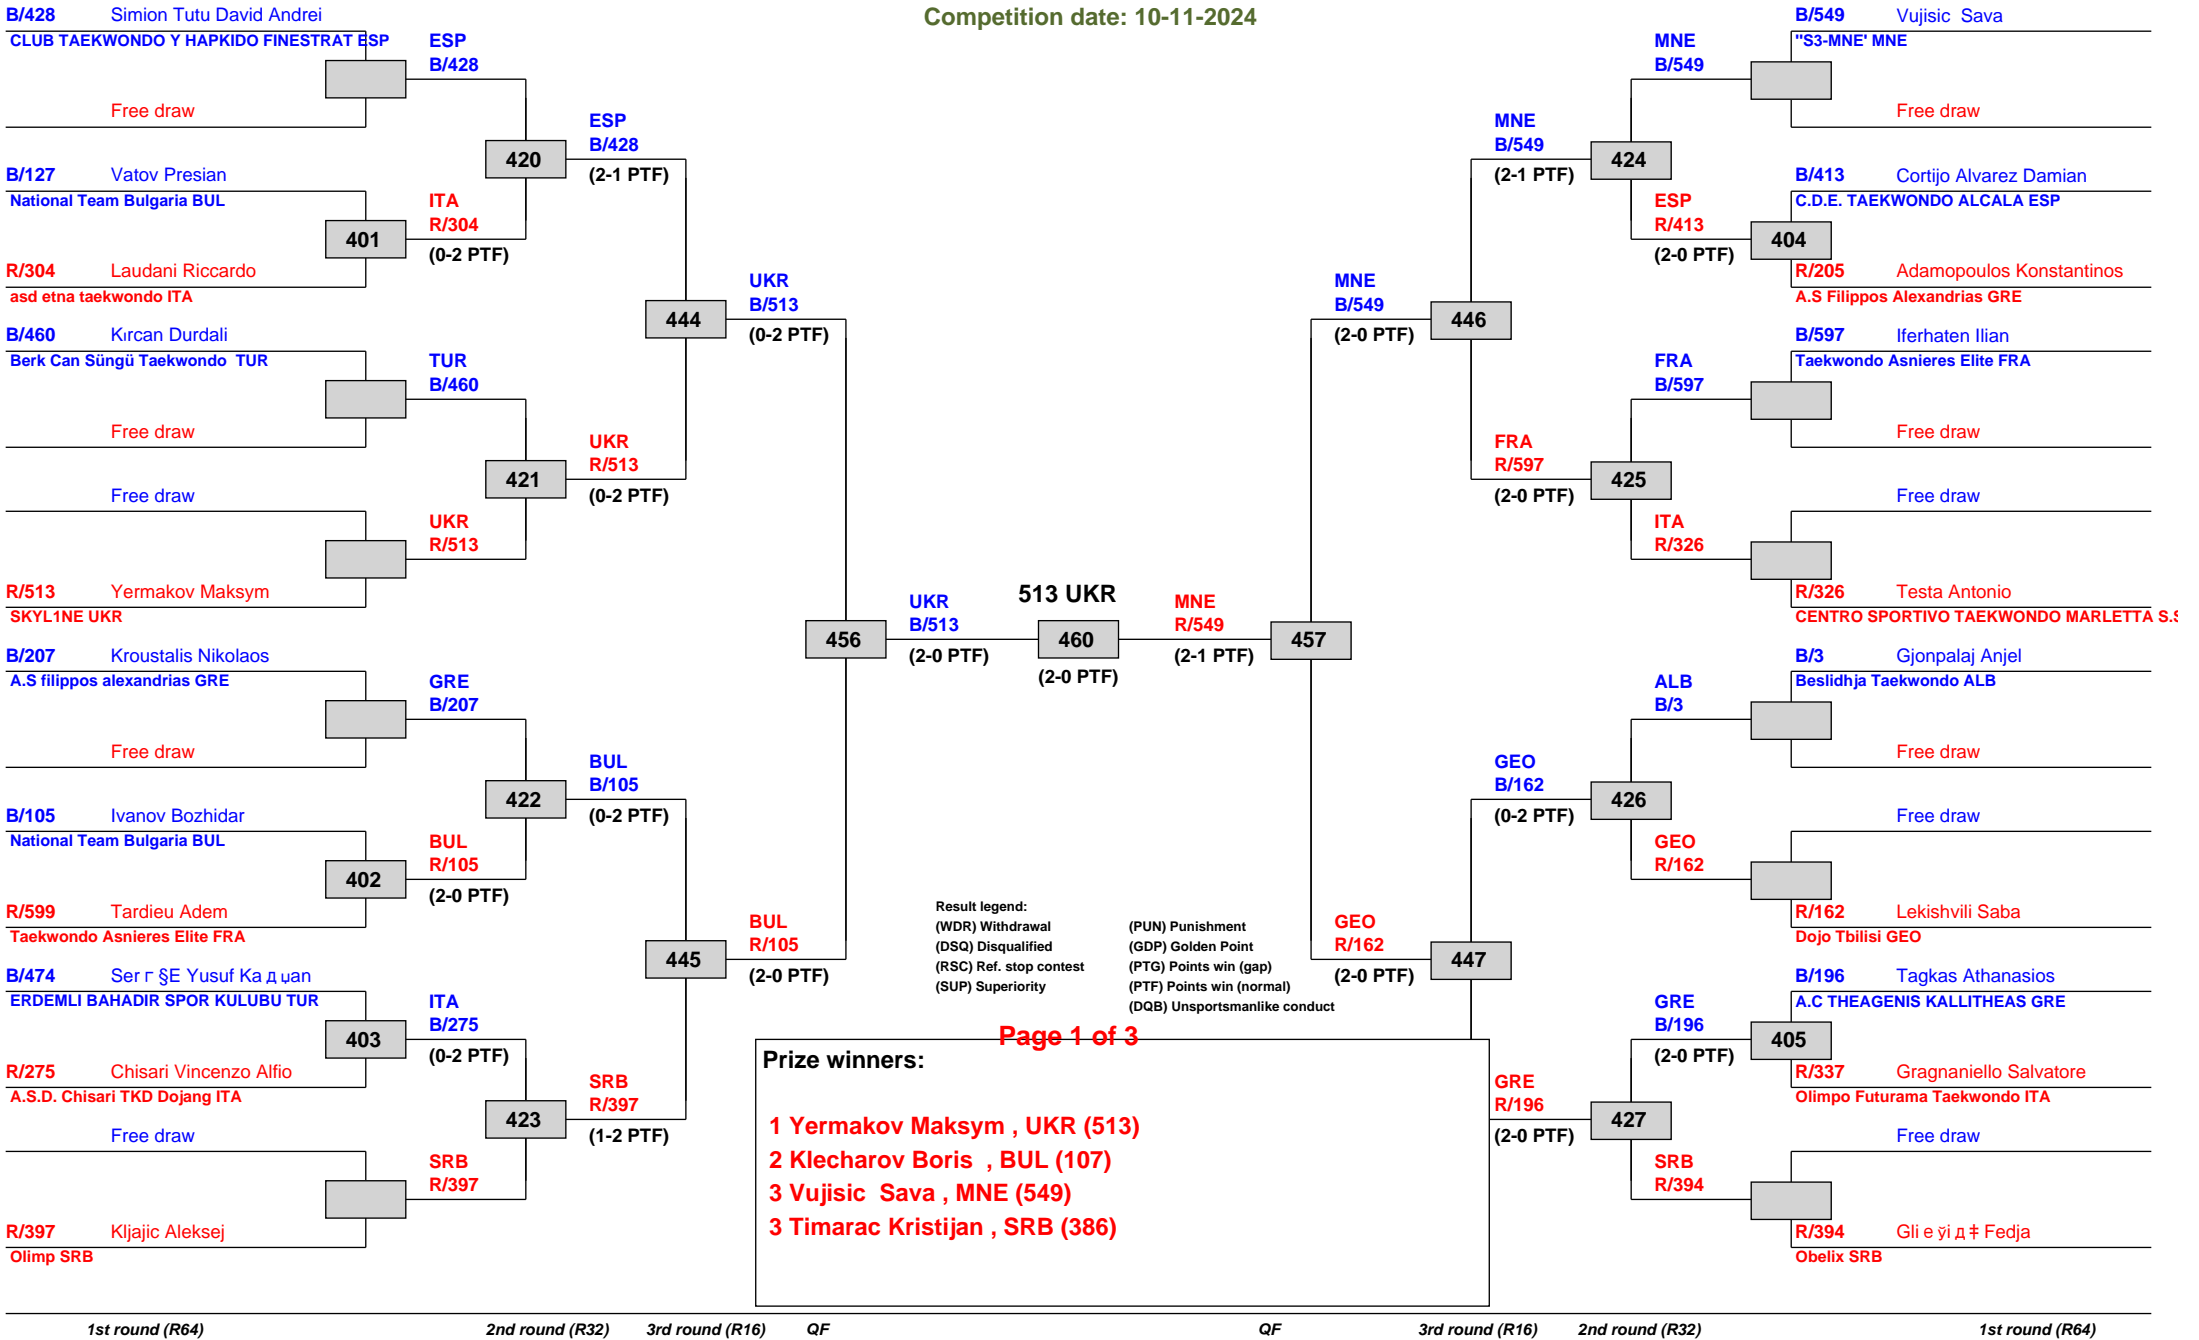 Competition date: 10-11-2024
B/428 Simion Tutu David Andrei
CLUB TAEKWONDO Y HAPKIDO FINESTRAT ESP
Free draw
B/127 Vatov Presian
National Team Bulgaria BUL
401
R/304 Laudani Riccardo
asd etna taekwondo ITA
B/460 Kırcan Durdali
Berk Can Süngü Taekwondo TUR
Free draw
Free draw
R/513 Yermakov Maksym
SKYL1NE UKR
B/207 Kroustalis Nikolaos
A.S filippos alexandrias GRE
Free draw
B/105 Ivanov Bozhidar
National Team Bulgaria BUL
402
R/599 Tardieu Adem
Taekwondo Asnieres Elite FRA
B/474 Ser г §E Yusuf Ka д џan
ERDEMLI BAHADIR SPOR KULUBU TUR
403
R/275 Chisari Vincenzo Alfio
A.S.D. Chisari TKD Dojang ITA
Free draw
R/397 Kljajic Aleksej
Olimp SRB
ESP
B/428
420
ITA
R/304
(0-2 PTF)
TUR
B/460
421
UKR
R/513
GRE
B/207
422
BUL
R/105
(2-0 PTF)
ITA
B/275
(0-2 PTF)
423
SRB
R/397
ESP
B/428
(2-1 PTF)
444
UKR
R/513
(0-2 PTF)
BUL
B/105
(0-2 PTF)
445
SRB
R/397
(1-2 PTF)
UKR
B/513
(0-2 PTF)
456
BUL
R/105
(2-0 PTF)
UKR
B/513
(2-0 PTF)
513 UKR
460
(2-0 PTF)
MNE
R/549
(2-1 PTF)
457
MNE
B/549
(2-0 PTF)
446
GEO
R/162
(2-0 PTF)
447
MNE
B/549
(2-1 PTF)
424
FRA
R/597
(2-0 PTF)
425
GEO
B/162
(0-2 PTF)
426
GRE
R/196
(2-0 PTF)
427
MNE
B/549
ESP
R/413
(2-0 PTF)
404
FRA
B/597
ITA
R/326
ALB
B/3
GEO
R/162
GRE
B/196
(2-0 PTF)
405
SRB
R/394
B/549 Vujisic Sava
"S3-MNE' MNE
Free draw
B/413 Cortijo Alvarez Damian
C.D.E. TAEKWONDO ALCALA ESP
R/205 Adamopoulos Konstantinos
A.S Filippos Alexandrias GRE
B/597 Iferhaten Ilian
Taekwondo Asnieres Elite FRA
Free draw
Free draw
R/326 Testa Antonio
CENTRO SPORTIVO TAEKWONDO MARLETTA S.S
B/3 Gjonpalaj Anjel
Beslidhja Taekwondo ALB
Free draw
Free draw
R/162 Lekishvili Saba
Dojo Tbilisi GEO
B/196 Tagkas Athanasios
A.C THEAGENIS KALLITHEAS GRE
R/337 Gragnaniello Salvatore
Olimpo Futurama Taekwondo ITA
Free draw
R/394 Gli е ўi д ‡ Fedja
Obelix SRB
Result legend:
(WDR) Withdrawal (PUN) Punishment
(DSQ) Disqualified (GDP) Golden Point
(RSC) Ref. stop contest (PTG) Points win (gap)
(SUP) Superiority (PTF) Points win (normal)
(DQB) Unsportsmanlike conduct
Page 1 of 3
Prize winners:
1 Yermakov Maksym , UKR (513)
2 Klecharov Boris , BUL (107)
3 Vujisic Sava , MNE (549)
3 Timarac Kristijan , SRB (386)
1st round (R64) 2nd round (R32) 3rd round (R16) QF QF 3rd round (R16) 2nd round (R32) 1st round (R64)